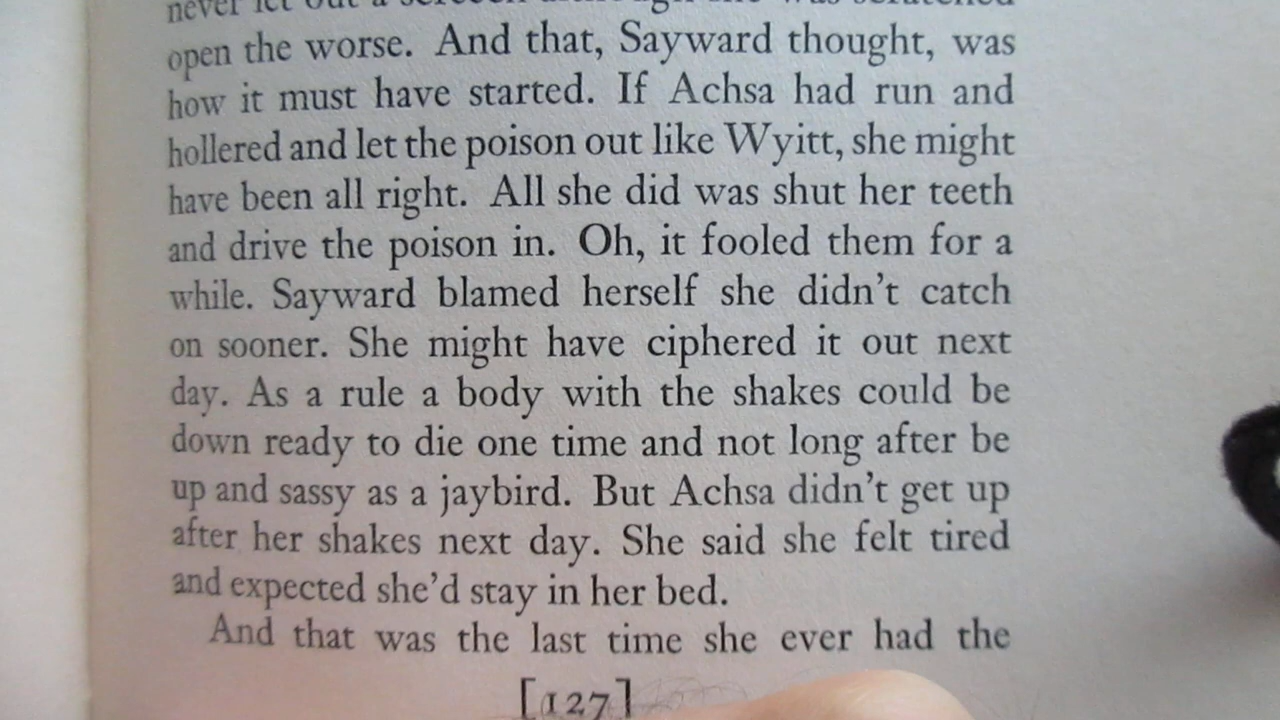 never let out a
open the worse. And that, Sayward thought, was
how it must have started. If Achsa had run and
hollered and let the poison out like Wyitt, she might
have been all right. All she did was shut her teeth
and drive the poison in. Oh, it fooled them for a
while. Sayward blamed herself she didn't catch
on sooner. She might have ciphered it out next
day. As a rule a body with the shakes could be
down ready to die one time and not long after be
up and sassy as a jaybird. But Achsa didn't get up
after her shakes next day. She said she felt tired
and expected she'd stay in her bed.
And that was the last time she ever had the
[127]